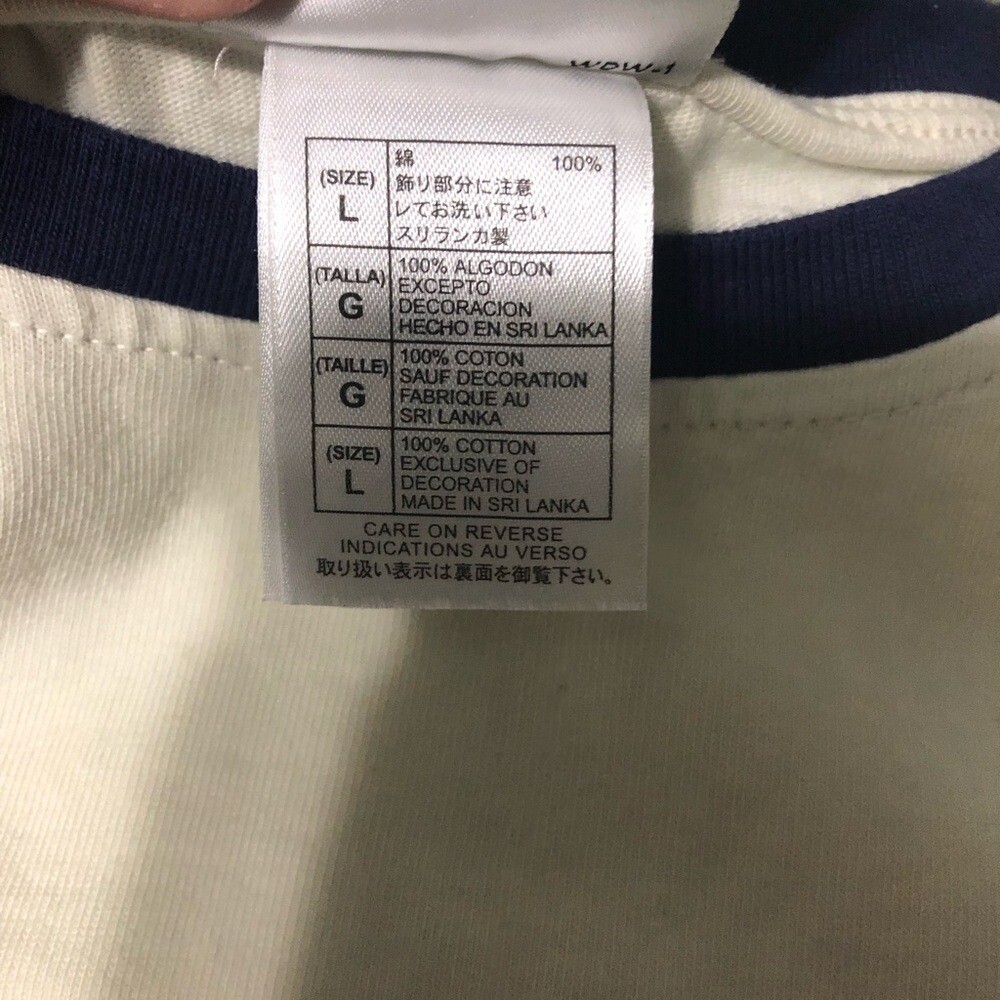 (SIZE)
L
綿 100%
飾り部分に注意
レてお洗い下さい
スリランカ製
(TALLA)
G
100% ALGODON
EXCEPTO
DECORACION
HECHO EN SRI LANKA
(TAILLE)
G
100% COTON
SAUF DECORATION
FABRIQUE AU
SRI LANKA
(SIZE)
L
100% COTTON
EXCLUSIVE OF
DECORATION
MADE IN SRI LANKA
CARE ON REVERSE
INDICATIONS AU VERSO
取り扱い表示は裏面を御覧下さい。